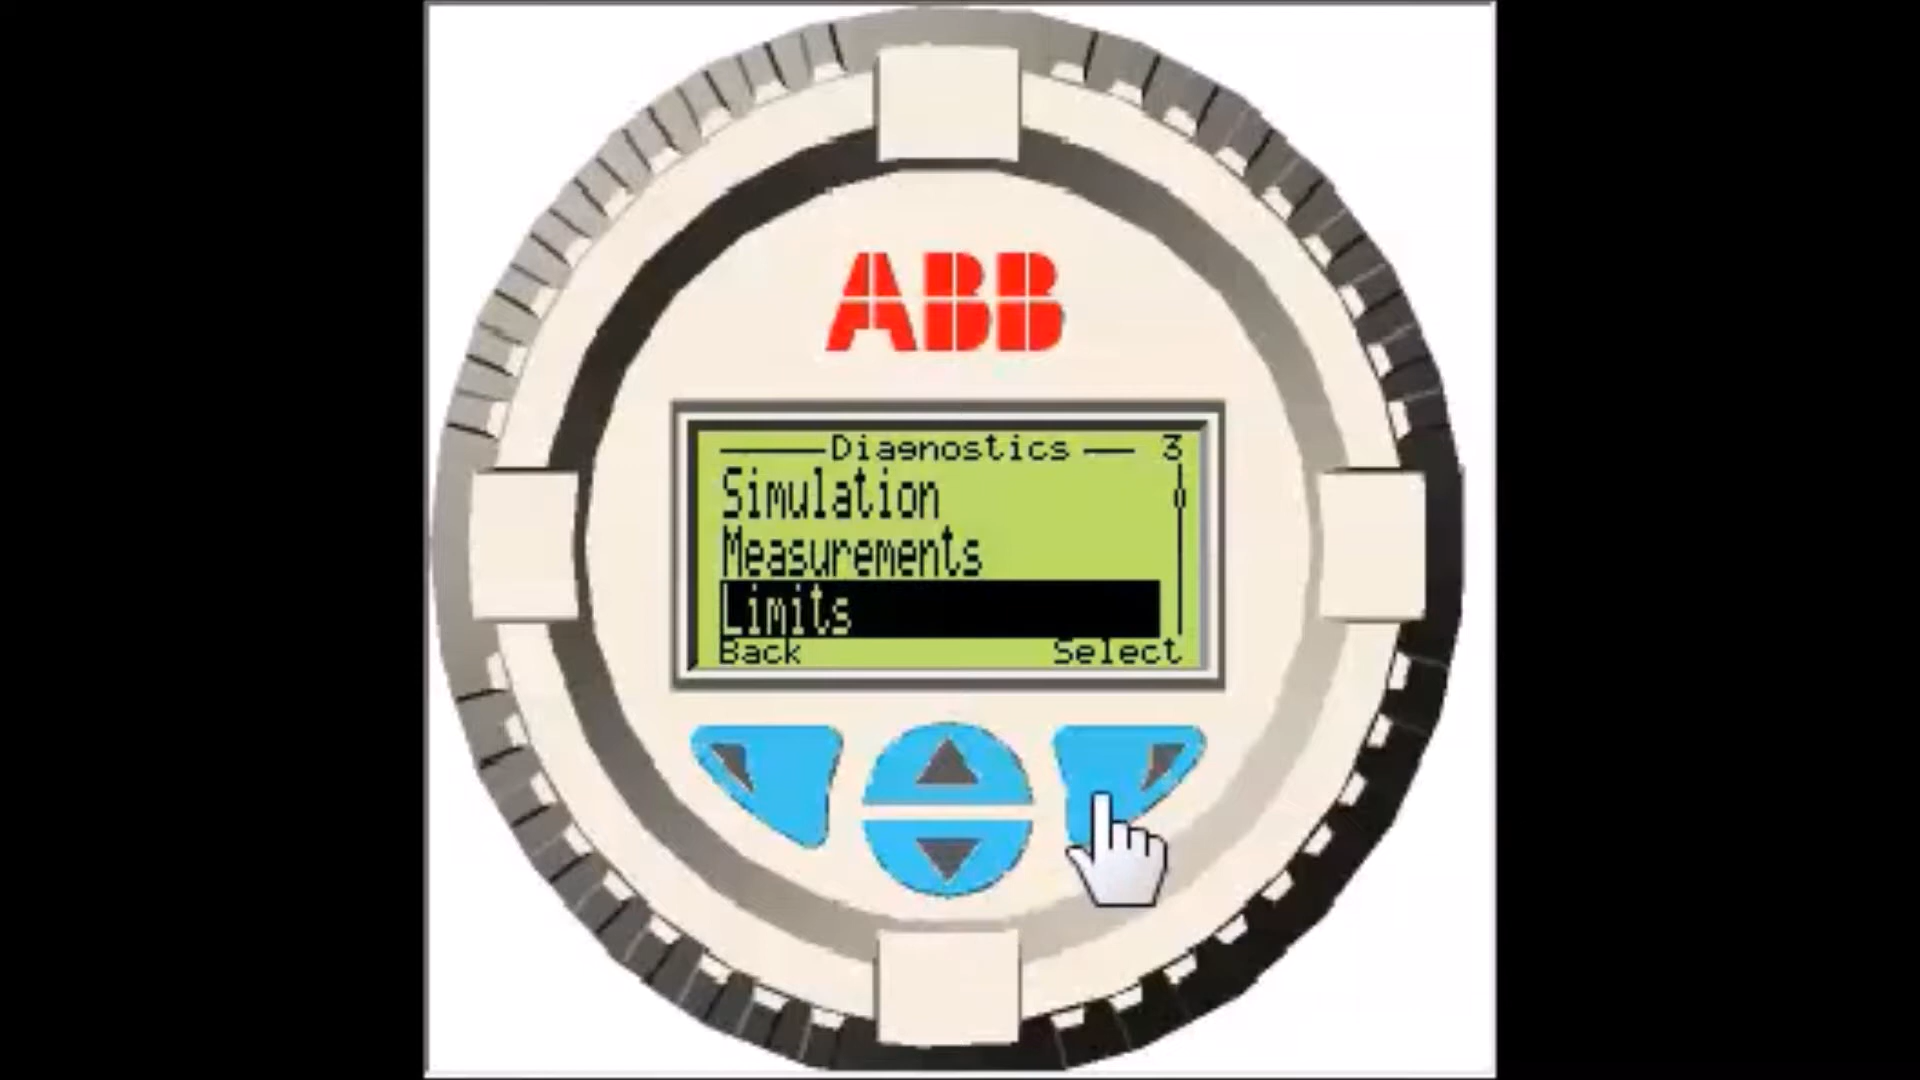 ABB
Diagnostics 3
Simulation
Measurements
Limits
Back Select